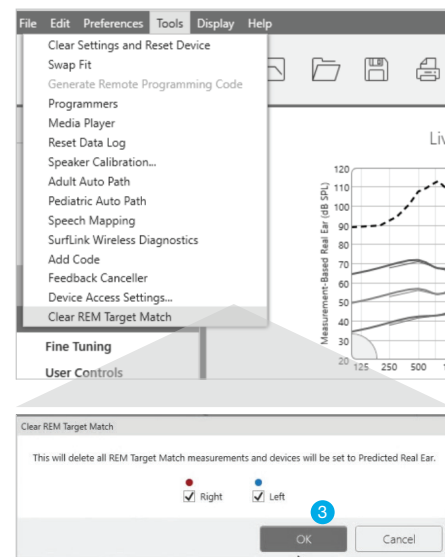 File Edit Preferences Tools Display Help
Clear Settings and Reset Device
Swap Fit
Generate Remote Programming Code
Programmers
Media Player
Reset Data Log
Speaker Calibration...
Adult Auto Path
Pediatric Auto Path
Speech Mapping
SurfLink Wireless Diagnostics
Add Code
Feedback Canceller
Device Access Settings...
Clear REM Target Match
Fine Tuning
User Controls
Measurement-Based Real Ear (dB SPL)
120
110
100
90
80
70
60
50
40
30
20
125 250 500
Clear REM Target Match
This will delete all REM Target Match measurements and devices will be set to Predicted Real Ear.
Right Left
3
OK Cancel